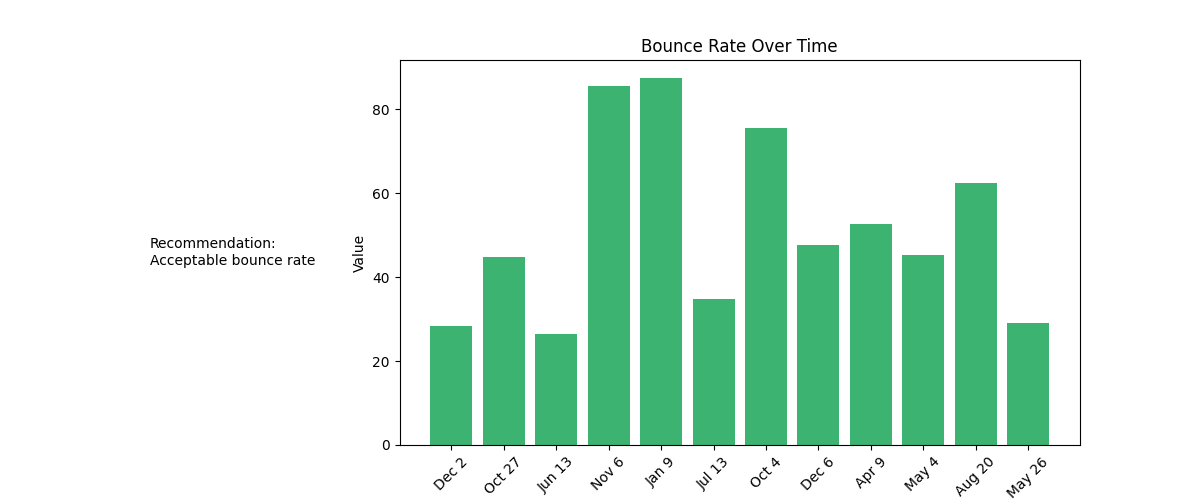 Bounce Rate Over Time
Recommendation:
Acceptable bounce rate
Value
80
60
40
20
0
Dec 2
Oct 27
Jun 13
Nov 6
Jan 9
Jul 13
Oct 4
Dec 6
Apr 9
May 4
Aug 20
May 26